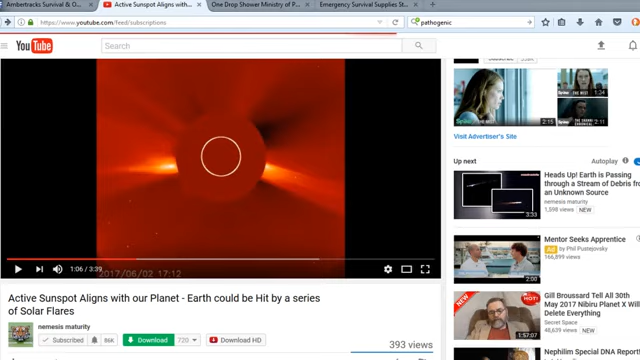 Ambertracks Survival & O...
Active Sunspot Aligns with...
One Drop Shower Ministry of P...
Emergency Survival Supplies St...
https://www.youtube.com/feed/subscriptions
pathogenic
YouTube
Search
1:34
2:15
2:11
Visit Advertiser's Site
Up next
Autoplay
Heads Up! Earth is Passing
through a Stream of Debris fro
an Unknown Source
nemesis maturity
1,598 views NEW
3:33
Mentor Seeks Apprentice
Ad by Phil Pustejovsky
166,899 views
2:00
NEW
HOT!
Gill Broussard Tell All 30th
May 2017 Nibiru Planet X Will
Delete Everything
Secret Space
48,639 views NEW
1:57:07
Nephilim Special DNA Report
2017/06/02 17:12
1:06 / 3:39
Active Sunspot Aligns with our Planet - Earth could be Hit by a series
of Solar Flares
nemesis maturity
Subscribed
86K
Download
720
Download HD
393 views